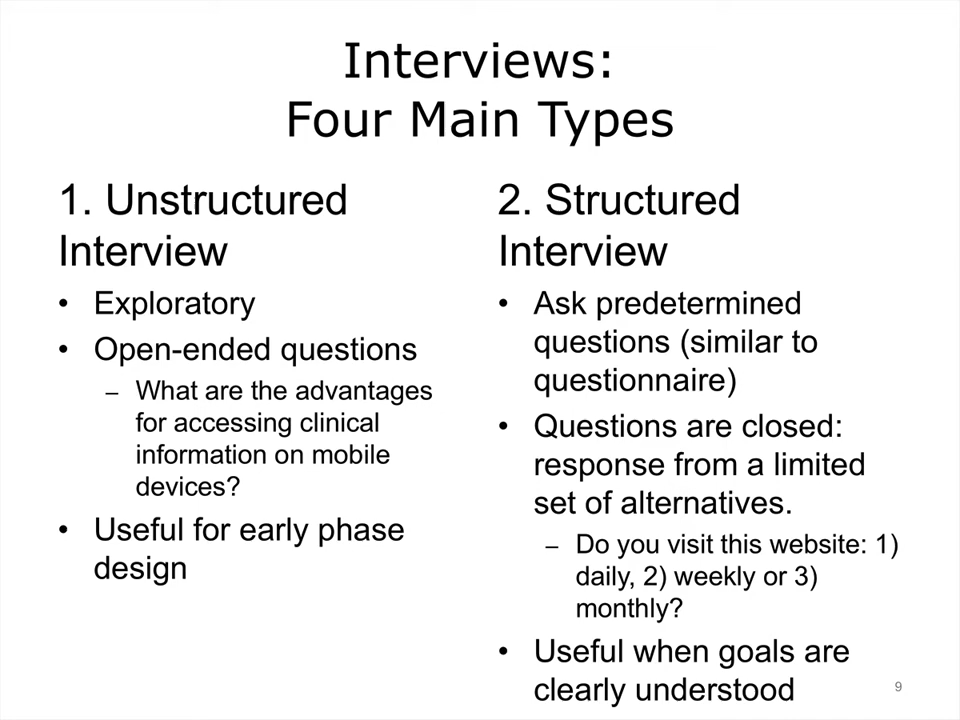 Interviews:
Four Main Types
1. Unstructured
Interview
• Exploratory
• Open-ended questions
– What are the advantages
for accessing clinical
information on mobile
devices?
• Useful for early phase
design
2. Structured
Interview
• Ask predetermined
questions (similar to
questionnaire)
• Questions are closed:
response from a limited
set of alternatives.
– Do you visit this website: 1)
daily, 2) weekly or 3)
monthly?
• Useful when goals are
clearly understood
9